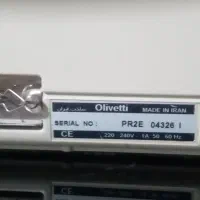 Olivetti MADE IN IRAN
SERIAL NO: PR2E 04326 I
CE 220 240V 1A 50 60 Hz